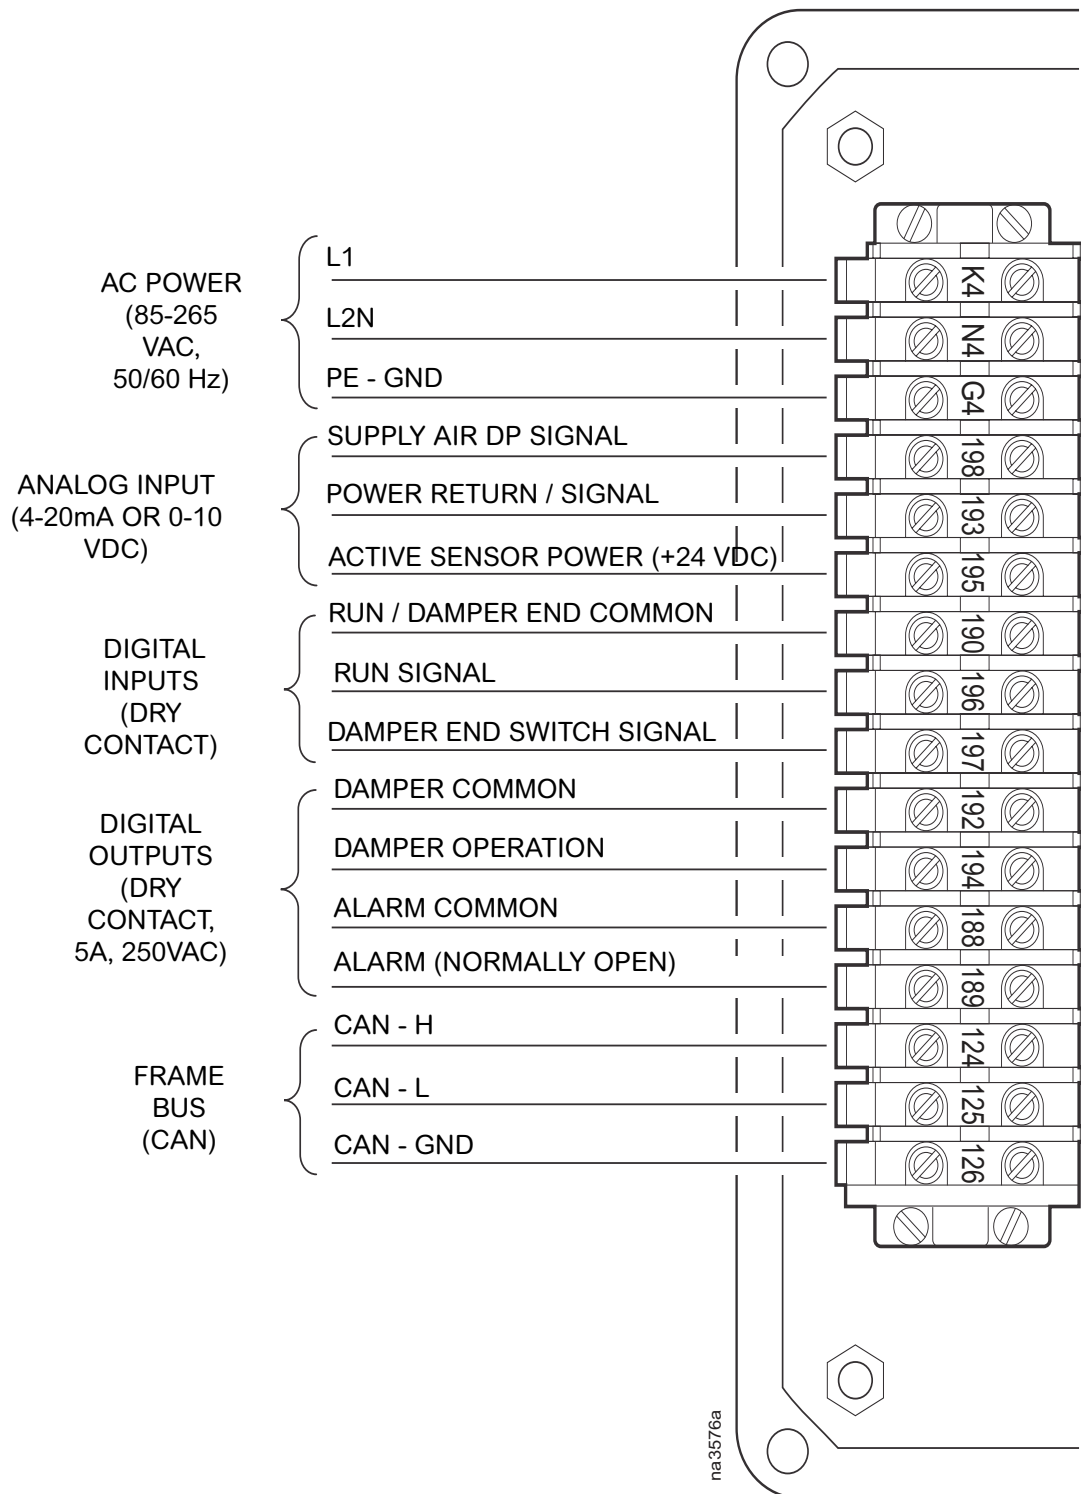 AC POWER
(85-265
VAC,
50/60 Hz)
L1
L2N
PE - GND
ANALOG INPUT
(4-20mA OR 0-10
VDC)
SUPPLY AIR DP SIGNAL
POWER RETURN / SIGNAL
ACTIVE SENSOR POWER (+24 VDC)
DIGITAL
INPUTS
(DRY
CONTACT)
RUN / DAMPER END COMMON
RUN SIGNAL
DAMPER END SWITCH SIGNAL
DIGITAL
OUTPUTS
(DRY
CONTACT,
5A, 250VAC)
DAMPER COMMON
DAMPER OPERATION
ALARM COMMON
ALARM (NORMALLY OPEN)
FRAME
BUS
(CAN)
CAN - H
CAN - L
CAN - GND
K4
N4
G4
198
193
195
190
196
197
192
194
188
189
124
125
126
na3576a